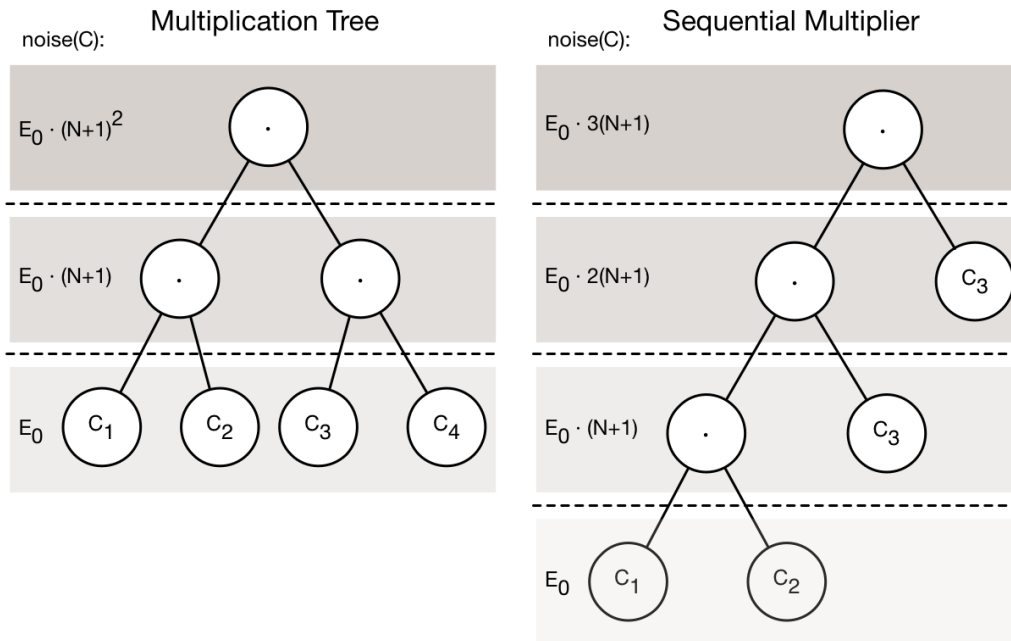 Multiplication Tree
noise(C):
E₀ · (N+1)²
·
E₀ · (N+1)
·
·
E₀
C₁
C₂
C₃
C₄
Sequential Multiplier
noise(C):
E₀ · 3(N+1)
·
E₀ · 2(N+1)
·
C₃
E₀ · (N+1)
·
C₃
E₀
C₁
C₂